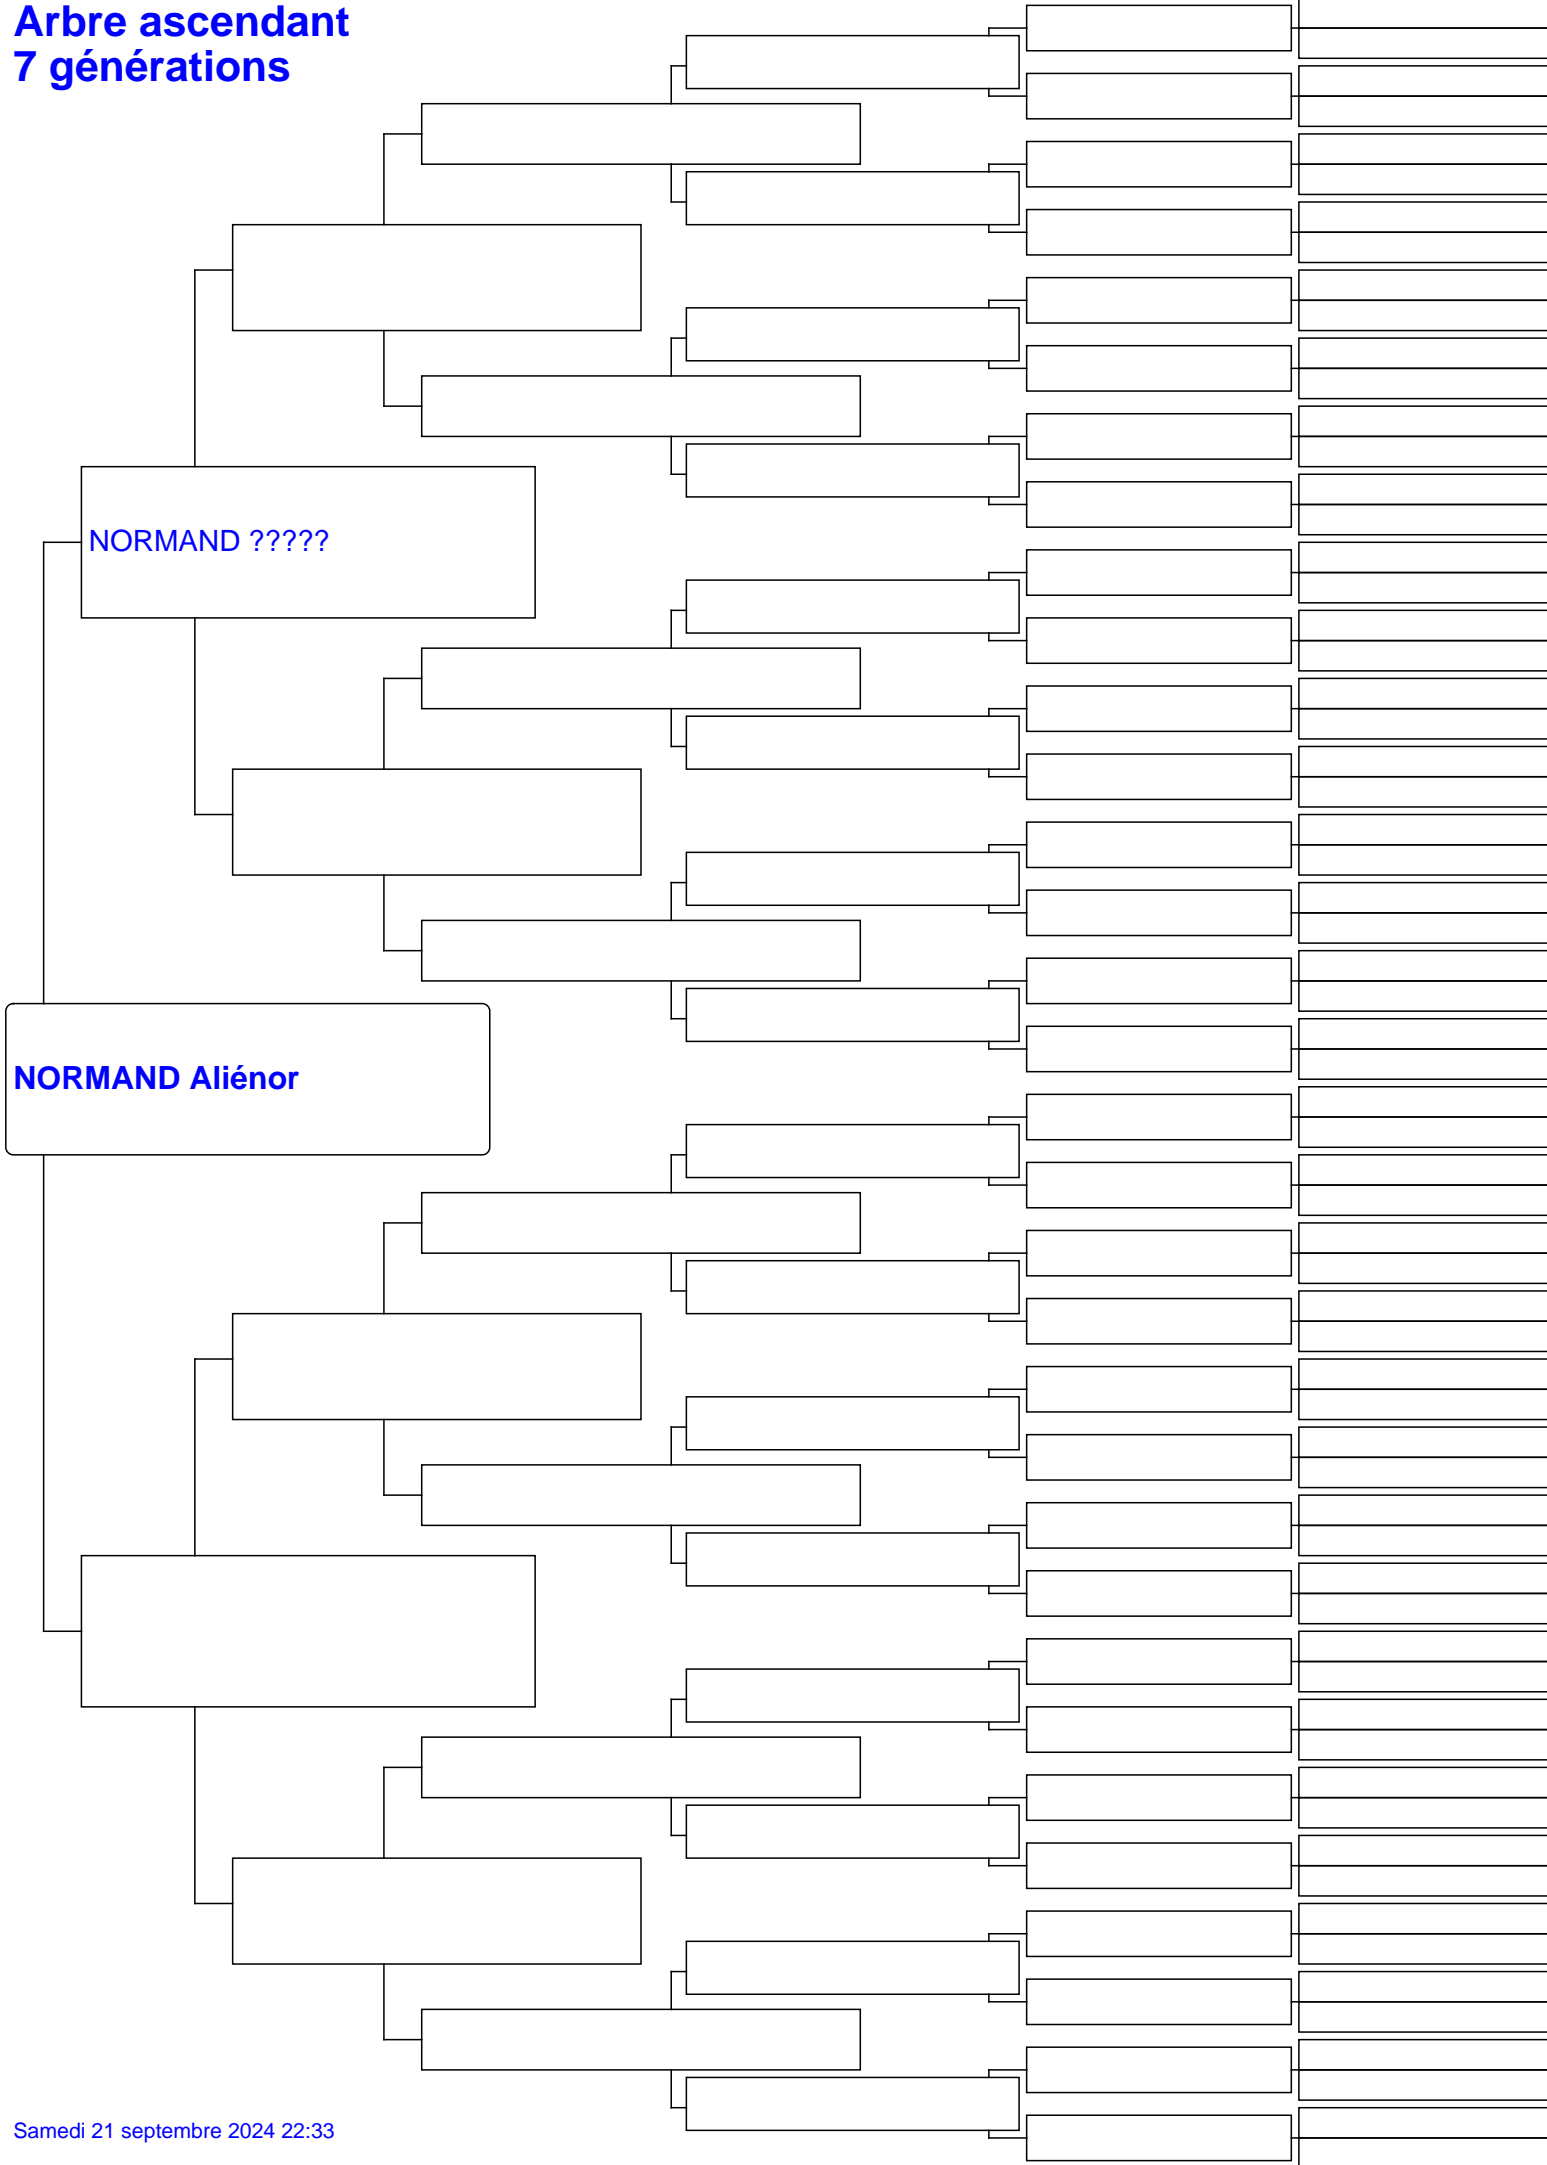 Arbre ascendant
7 générations
NORMAND ?????
NORMAND Aliénor
Samedi 21 septembre 2024 22:33